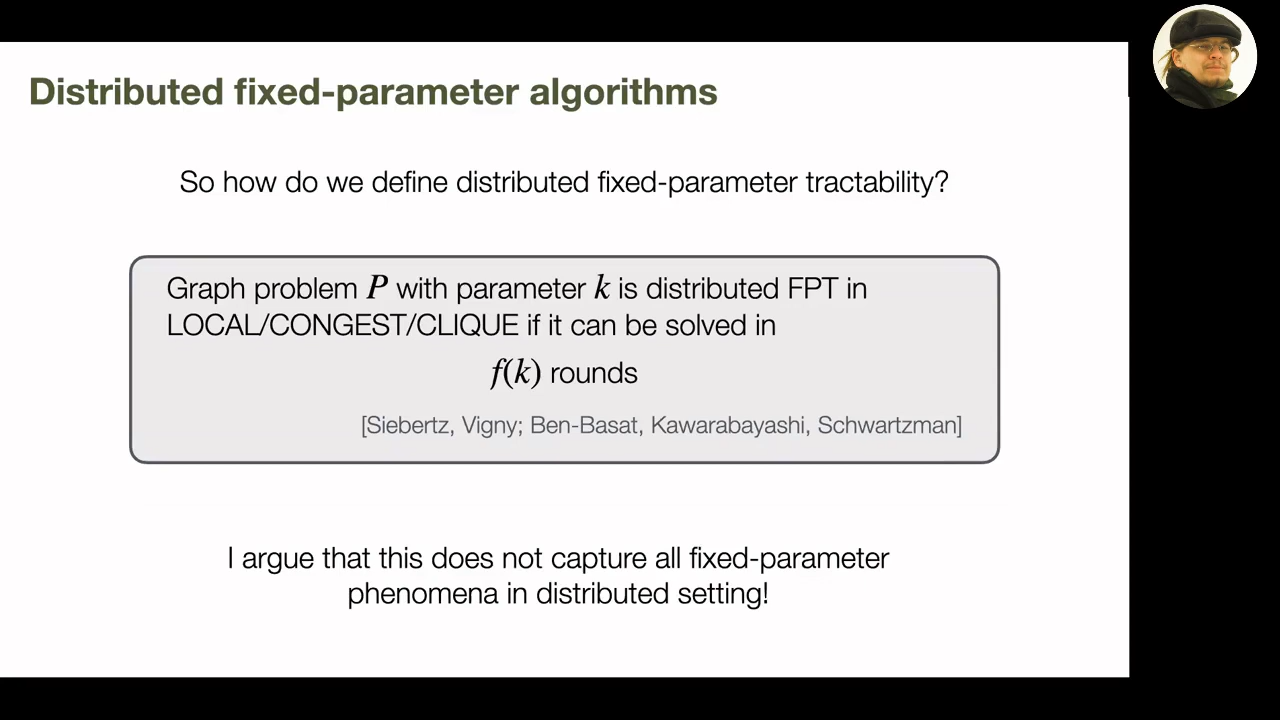 Distributed fixed-parameter algorithms
So how do we define distributed fixed-parameter tractability?
Graph problem P with parameter k is distributed FPT in
LOCAL/CONGEST/CLIQUE if it can be solved in
f(k) rounds
[Siebertz, Vigny; Ben-Basat, Kawarabayashi, Schwartzman]
I argue that this does not capture all fixed-parameter
phenomena in distributed setting!